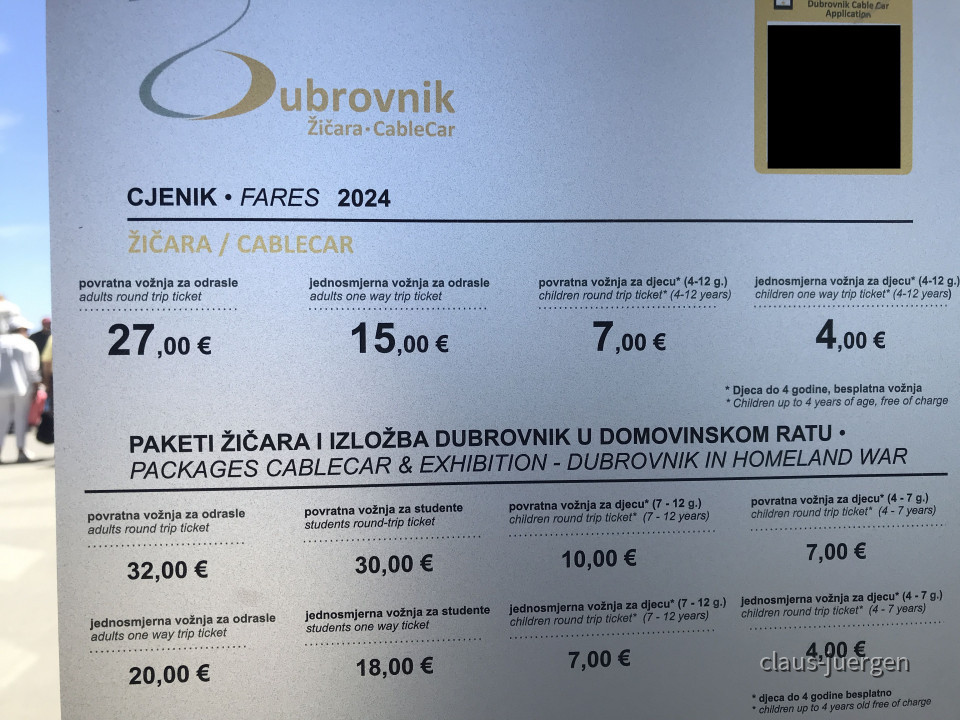 Dubrovnik Cable Car
Application
Dubrovnik
Žičara·CableCar
CJENIK • FARES 2024
ŽIČARA / CABLECAR
povratna vožnja za odrasle
adults round trip ticket
27,00 €
jednosmjerna vožnja za odrasle
adults one way trip ticket
15,00 €
povratna vožnja za djecu* (4-12 g.)
children round trip ticket* (4-12 years)
7,00 €
jednosmjerna vožnja za djecu* (4-12 g.)
children one way trip ticket* (4-12 years)
4,00 €
* Djeca do 4 godine, besplatna vožnja
* Children up to 4 years of age, free of charge
PAKETI ŽIČARA I IZLOŽBA DUBROVNIK U DOMOVINSKOM RATU •
PACKAGES CABLECAR & EXHIBITION - DUBROVNIK IN HOMELAND WAR
povratna vožnja za odrasle
adults round trip ticket
32,00 €
povratna vožnja za studente
students round-trip ticket
30,00 €
povratna vožnja za djecu* (7 - 12 g.)
children round trip ticket* (7 - 12 years)
10,00 €
povratna vožnja za djecu* (4 - 7 g.)
children round trip ticket* (4 - 7 years)
7,00 €
jednosmjerna vožnja za odrasle
adults one way trip ticket
20,00 €
jednosmjerna vožnja za studente
students one way ticket
18,00 €
jednosmjerna vožnja za djecu* (7 - 12 g.)
children round trip ticket* (7 - 12 years)
7,00 €
jednosmjerna vožnja za djecu* (4 - 7 g.)
children round trip ticket* (4 - 7 years)
4,00 €
claus-juergen
* djeca do 4 godine besplatno
* children up to 4 years old free of charge